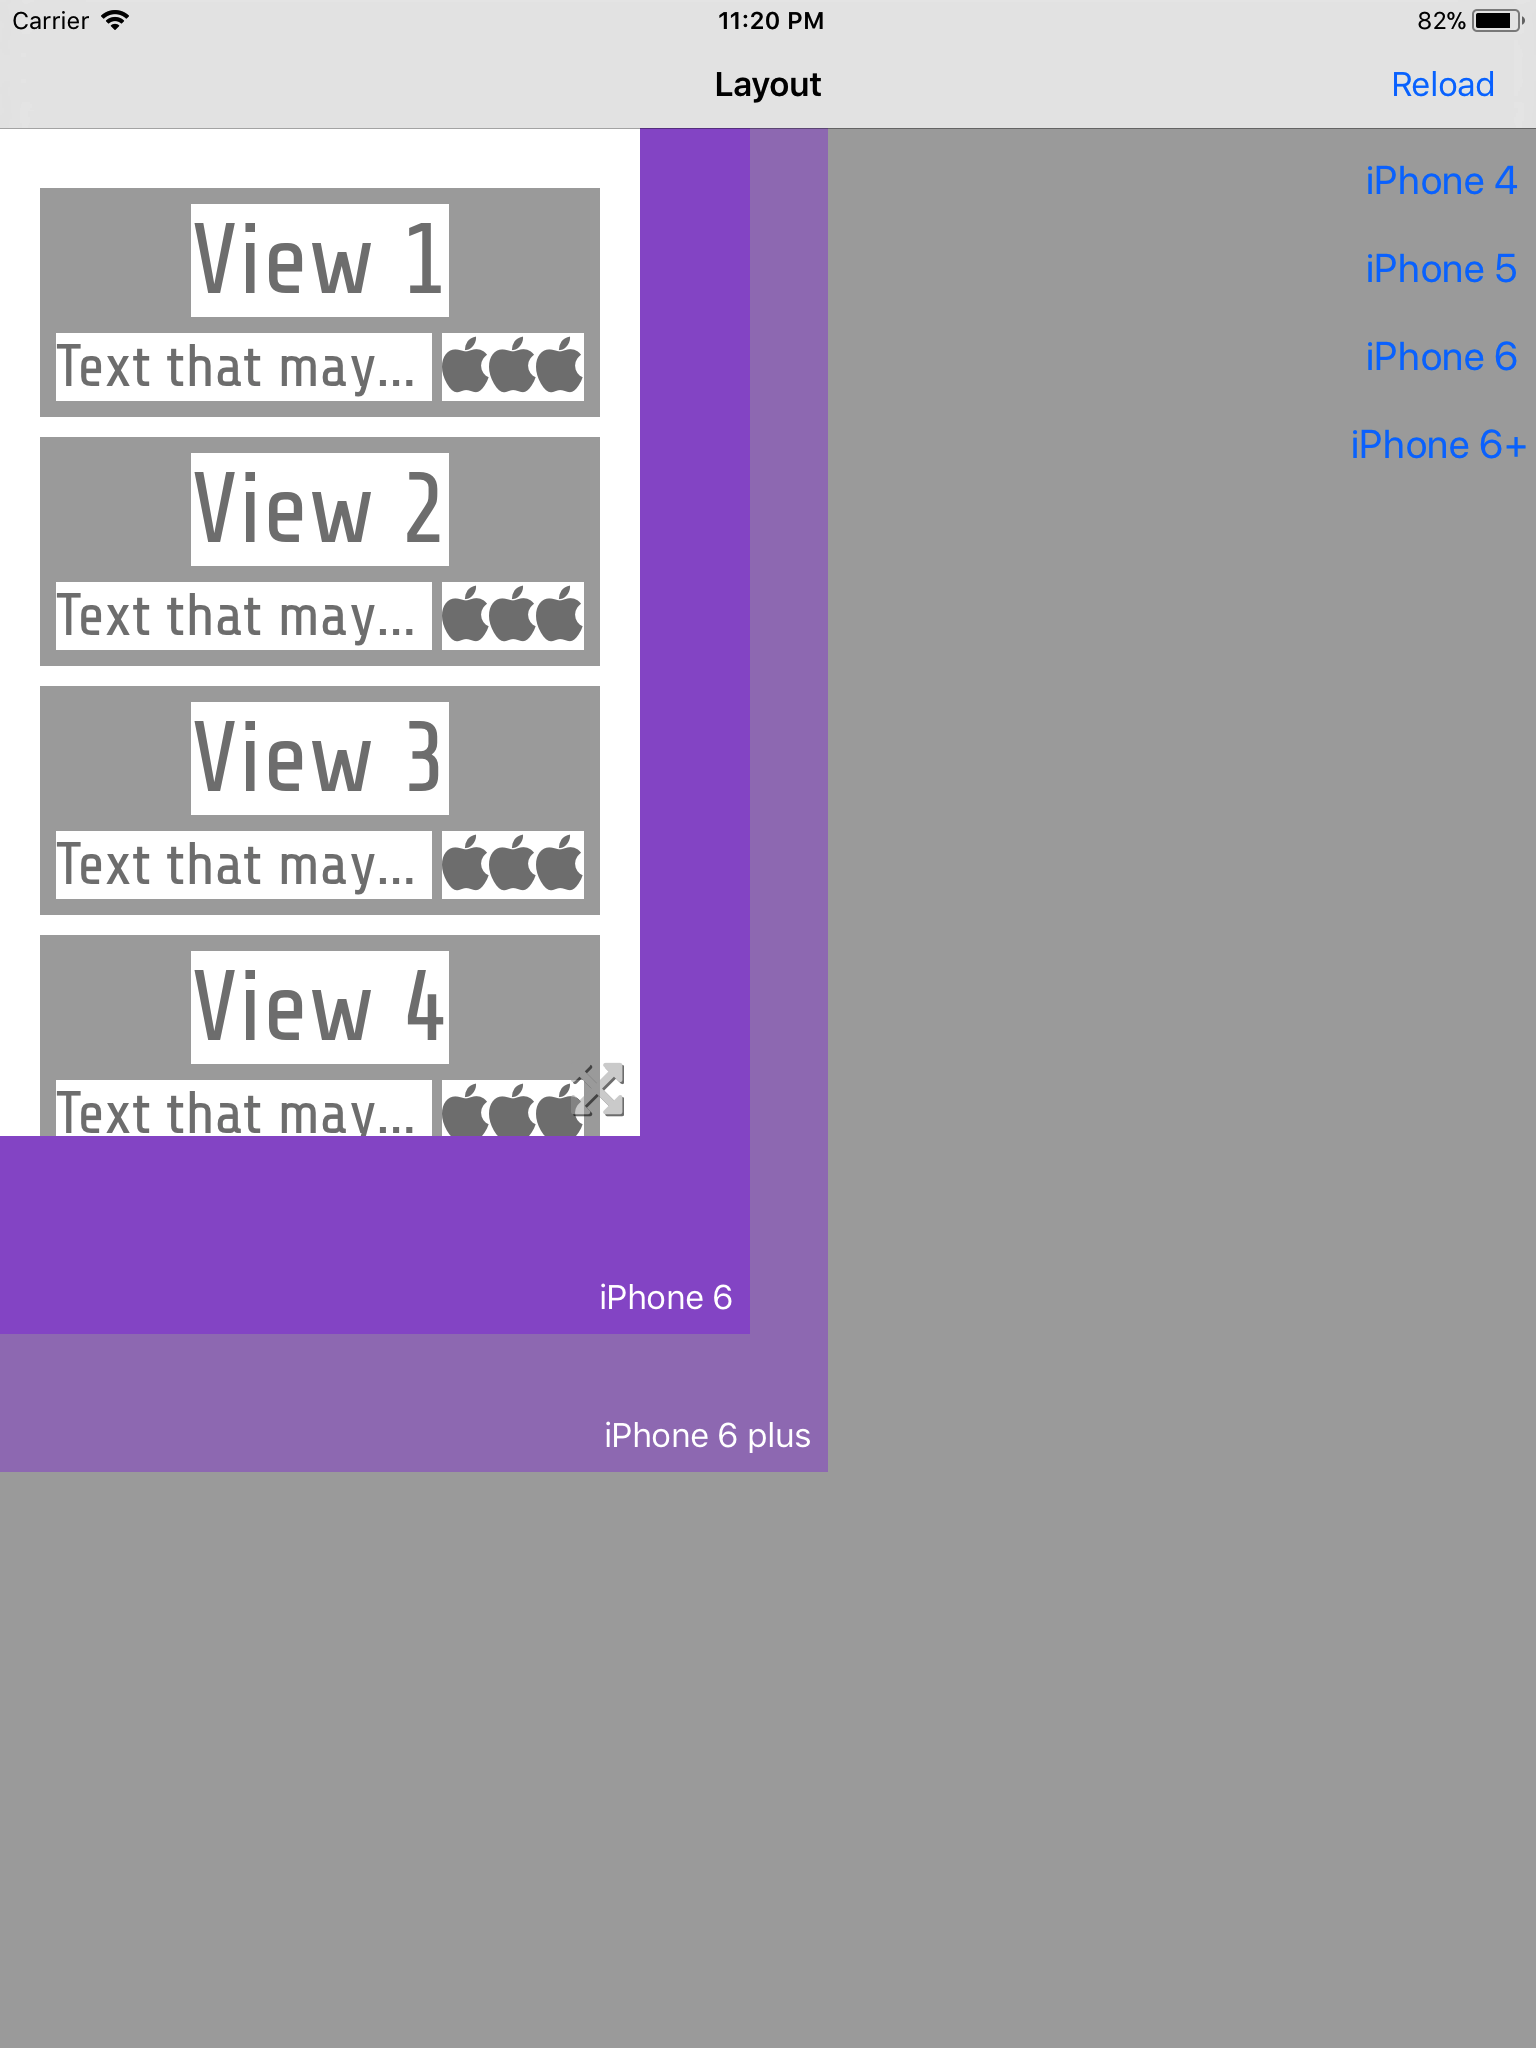 Carrier 11:20 PM 82%
Layout Reload
iPhone 4
iPhone 5
iPhone 6
iPhone 6+
View 1
Text that may...
View 2
Text that may...
View 3
Text that may...
View 4
Text that may...
iPhone 6
iPhone 6 plus